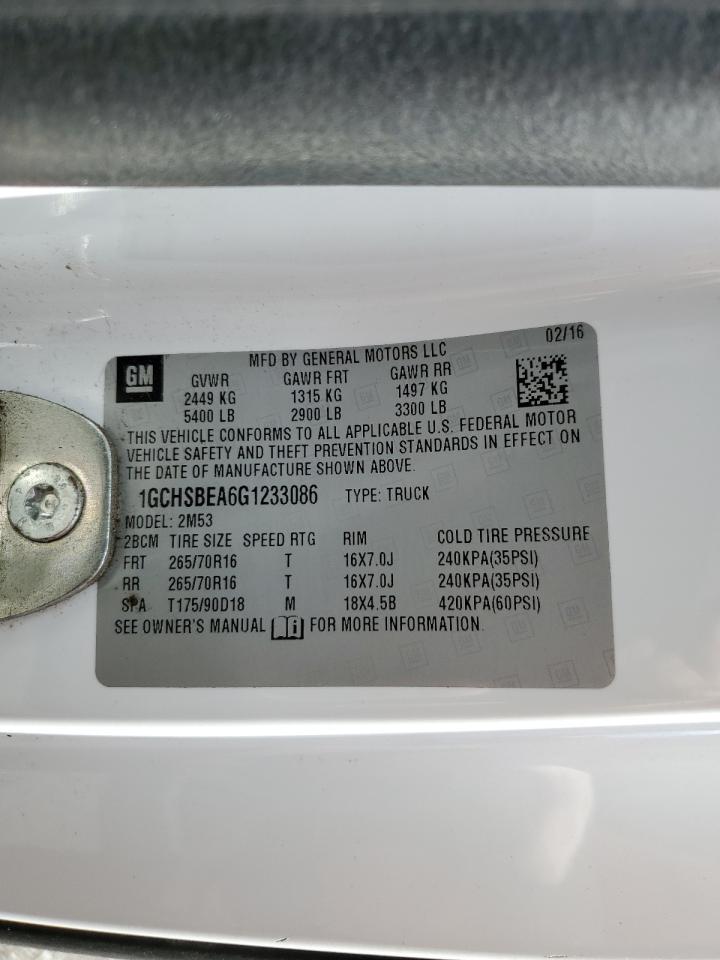 02/16
MFD BY GENERAL MOTORS LLC
GM
GVWR GAWR FRT GAWR RR
2449 KG 1315 KG 1497 KG
5400 LB 2900 LB 3300 LB
THIS VEHICLE CONFORMS TO ALL APPLICABLE U.S. FEDERAL MOTOR
VEHICLE SAFETY AND THEFT PREVENTION STANDARDS IN EFFECT ON
THE DATE OF MANUFACTURE SHOWN ABOVE.
1GCHSBEA6G1233086 TYPE: TRUCK
MODEL: 2M53
2BCM TIRE SIZE SPEED RTG RIM COLD TIRE PRESSURE
FRT 265/70R16 T 16X7.0J 240KPA(35PSI)
RR 265/70R16 T 16X7.0J 240KPA(35PSI)
SPA T175/90D18 M 18X4.5B 420KPA(60PSI)
SEE OWNER'S MANUAL FOR MORE INFORMATION.